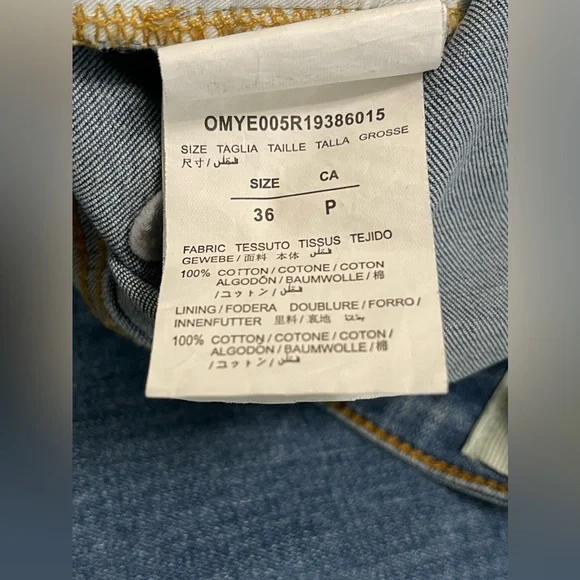 OMYE005R19386015
SIZE TAGLIA TAILLE TALLA GROSSE
尺寸/
SIZE CA
36 P
FABRIC TESSUTO TISSUS TEJIDO
GEWEBE/面料 本体
100% COTTON/COTONE/COTON
ALGODÓN/BAUMWOLLE/棉
/コットン/
LINING/FODERA DOUBLURE/FORRO/
INNENFUTTER 里料/裏地
100% COTTON/COTONE/COTON/
ALGODÓN/BAUMWOLLE/棉
/コットン/